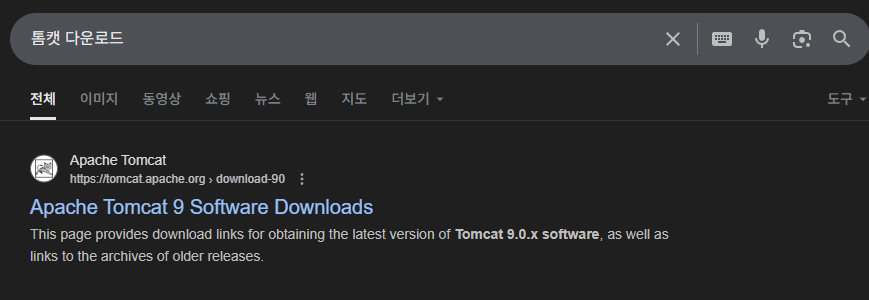 톰캣 다운로드
전체 이미지 동영상 쇼핑 뉴스 웹 지도 더보기 도구
Apache Tomcat
https://tomcat.apache.org › download-90
Apache Tomcat 9 Software Downloads
This page provides download links for obtaining the latest version of Tomcat 9.0.x software, as well as
links to the archives of older releases.